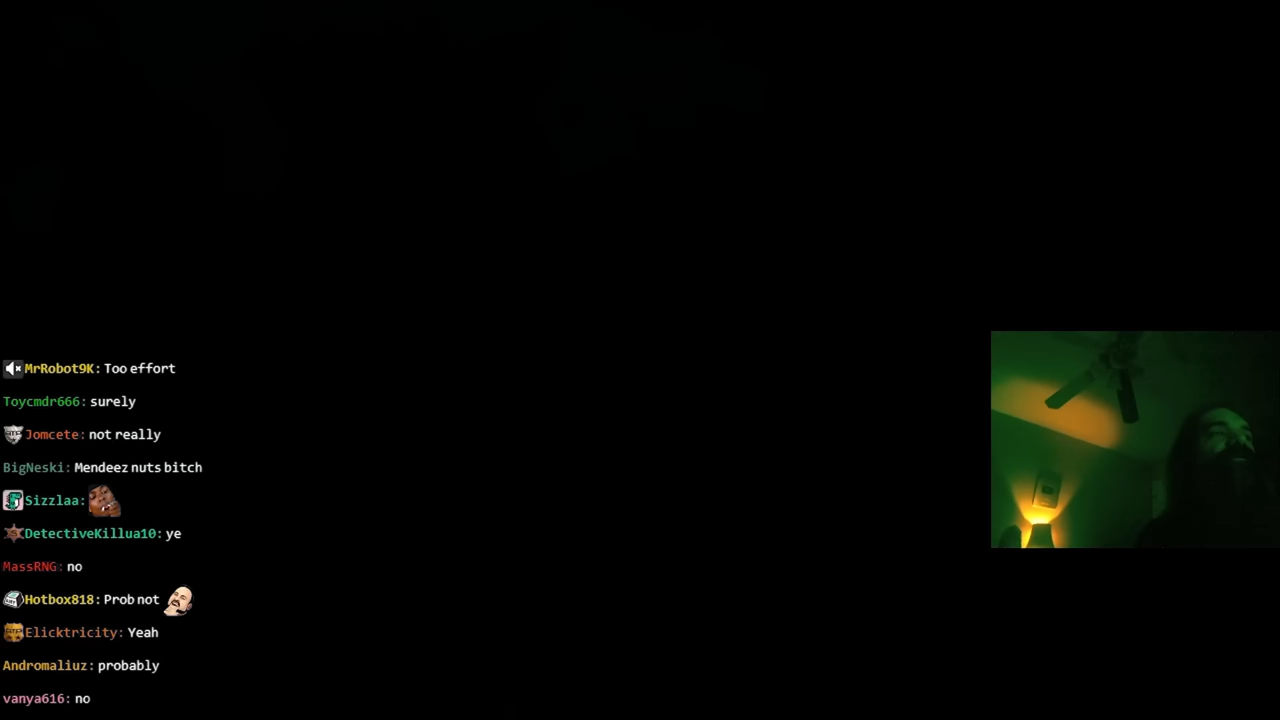 MrRobot9K: Too effort
Toycmdr666: surely
Jomcete: not really
BigNeski: Mendeez nuts bitch
Sizzlaa:
DetectiveKillua10: ye
MassRNG: no
Hotbox818: Prob not
Elicktricity: Yeah
Andromaliuz: probably
vanya616: no